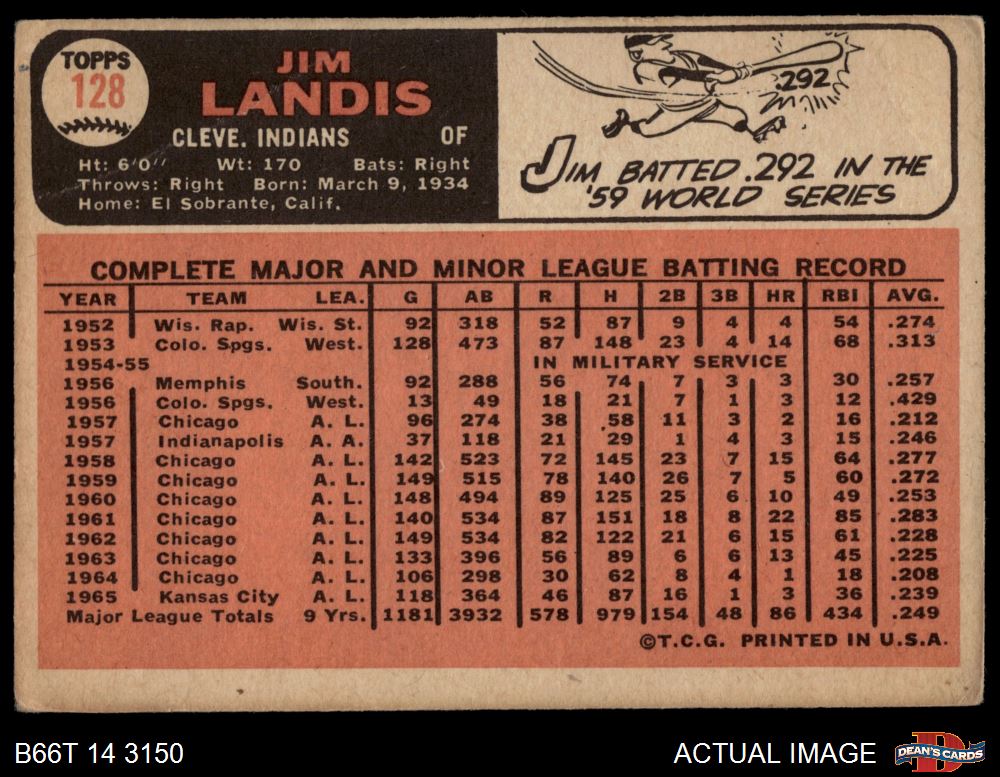 TOPPS
128
JIM
LANDIS
CLEVE. INDIANS OF
Ht: 6'0" Wt: 170 Bats: Right
Throws: Right Born: March 9, 1934
Home: El Sobrante, Calif.
.292
JIM BATTED .292 IN THE
'59 WORLD SERIES
COMPLETE MAJOR AND MINOR LEAGUE BATTING RECORD
YEAR TEAM LEA. G AB R H 2B 3B HR RBI AVG.
1952 Wis. Rap. Wis. St. 92 318 52 87 9 4 4 54 .274
1953 Colo. Spgs. West. 128 473 87 148 23 4 14 68 .313
1954-55 IN MILITARY SERVICE
1956 Memphis South. 92 288 56 74 7 3 3 30 .257
1956 Colo. Spgs. West. 13 49 18 21 7 1 3 12 .429
1957 Chicago A. L. 96 274 38 58 11 3 2 16 .212
1957 Indianapolis A. A. 37 118 21 29 1 4 3 15 .246
1958 Chicago A. L. 142 523 72 145 23 7 15 64 .277
1959 Chicago A. L. 149 515 78 140 26 7 5 60 .272
1960 Chicago A. L. 148 494 89 125 25 6 10 49 .253
1961 Chicago A. L. 140 534 87 151 18 8 22 85 .283
1962 Chicago A. L. 149 534 82 122 21 6 15 61 .228
1963 Chicago A. L. 133 396 56 89 6 6 13 45 .225
1964 Chicago A. L. 106 298 30 62 8 4 1 18 .208
1965 Kansas City A. L. 118 364 46 87 16 1 3 36 .239
Major League Totals 9 Yrs. 1181 3932 578 979 154 48 86 434 .249
©T.C.G. PRINTED IN U.S.A.
B66T 14 3150 ACTUAL IMAGE
D
DEAN'S CARDS